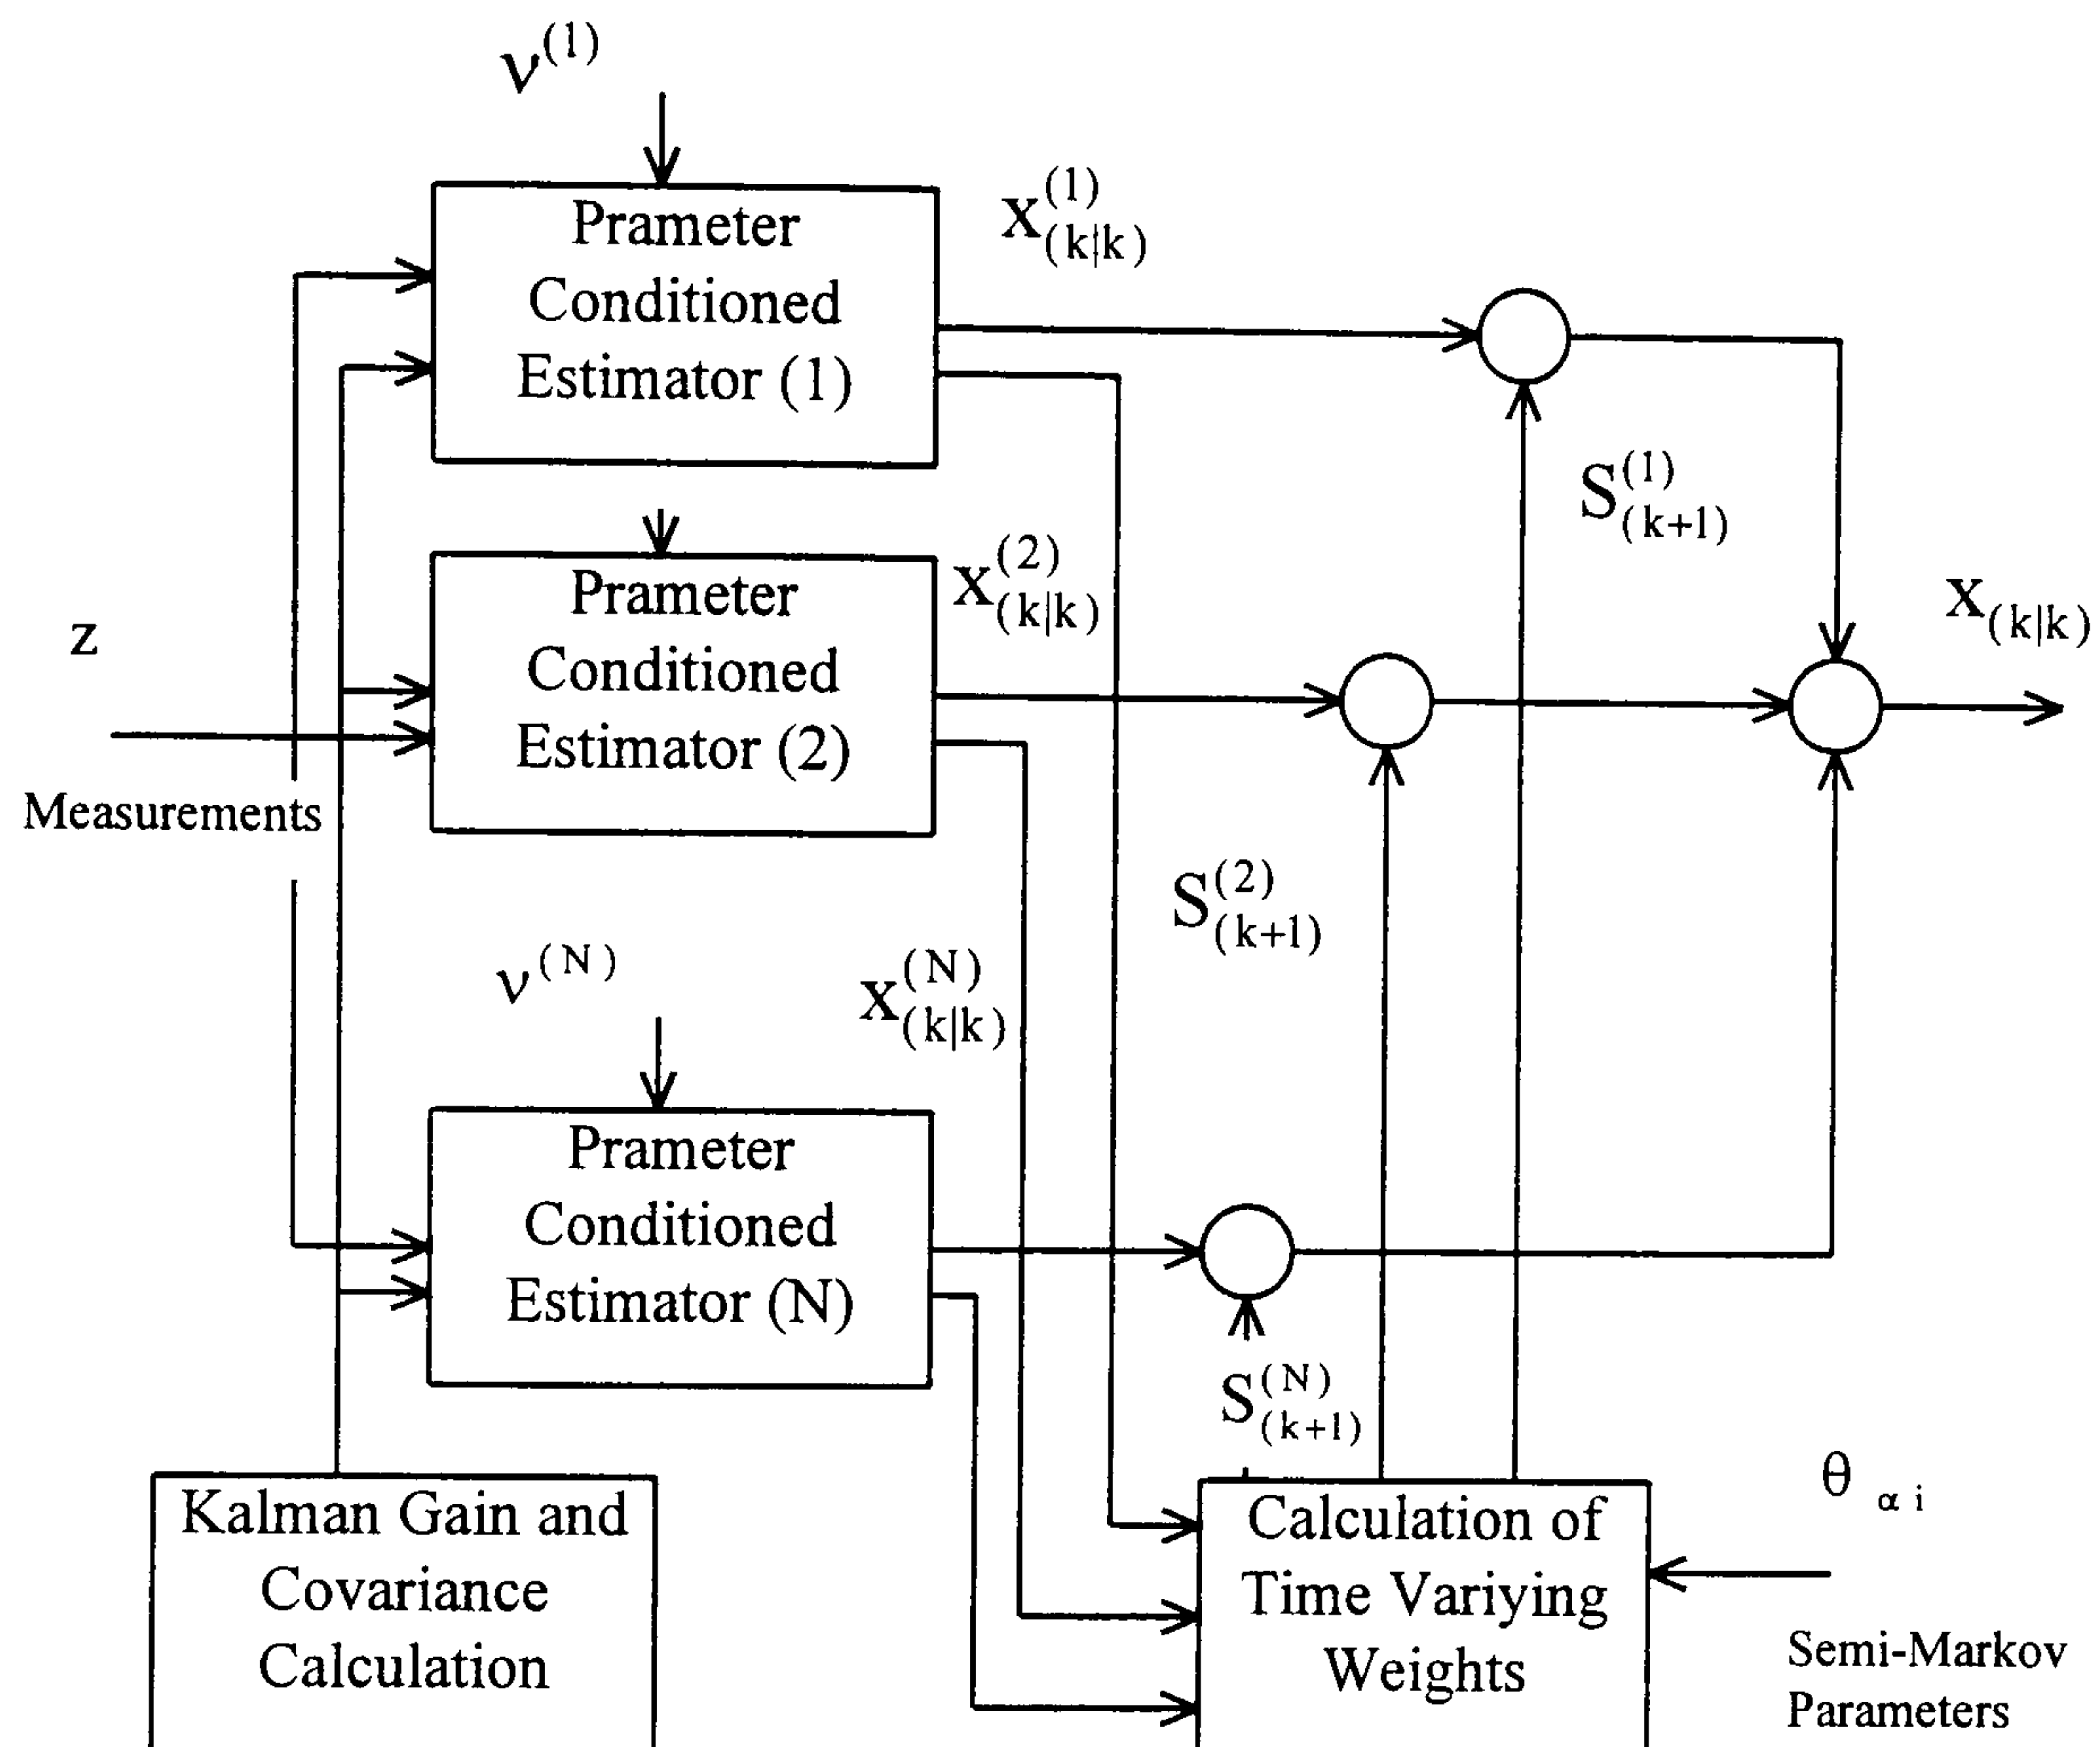 ν(1)
Prameter
Conditioned
Estimator (1)
x(1)(k|k)
S(1)(k+1)
Prameter
Conditioned
Estimator (2)
x(2)(k|k)
x(k|k)
z
Measurements
S(2)(k+1)
ν(N)
x(N)(k|k)
Prameter
Conditioned
Estimator (N)
S(N)(k+1)
Kalman Gain and
Covariance
Calculation
Calculation of
Time Variying
Weights
θ α i
Semi-Markov
Parameters